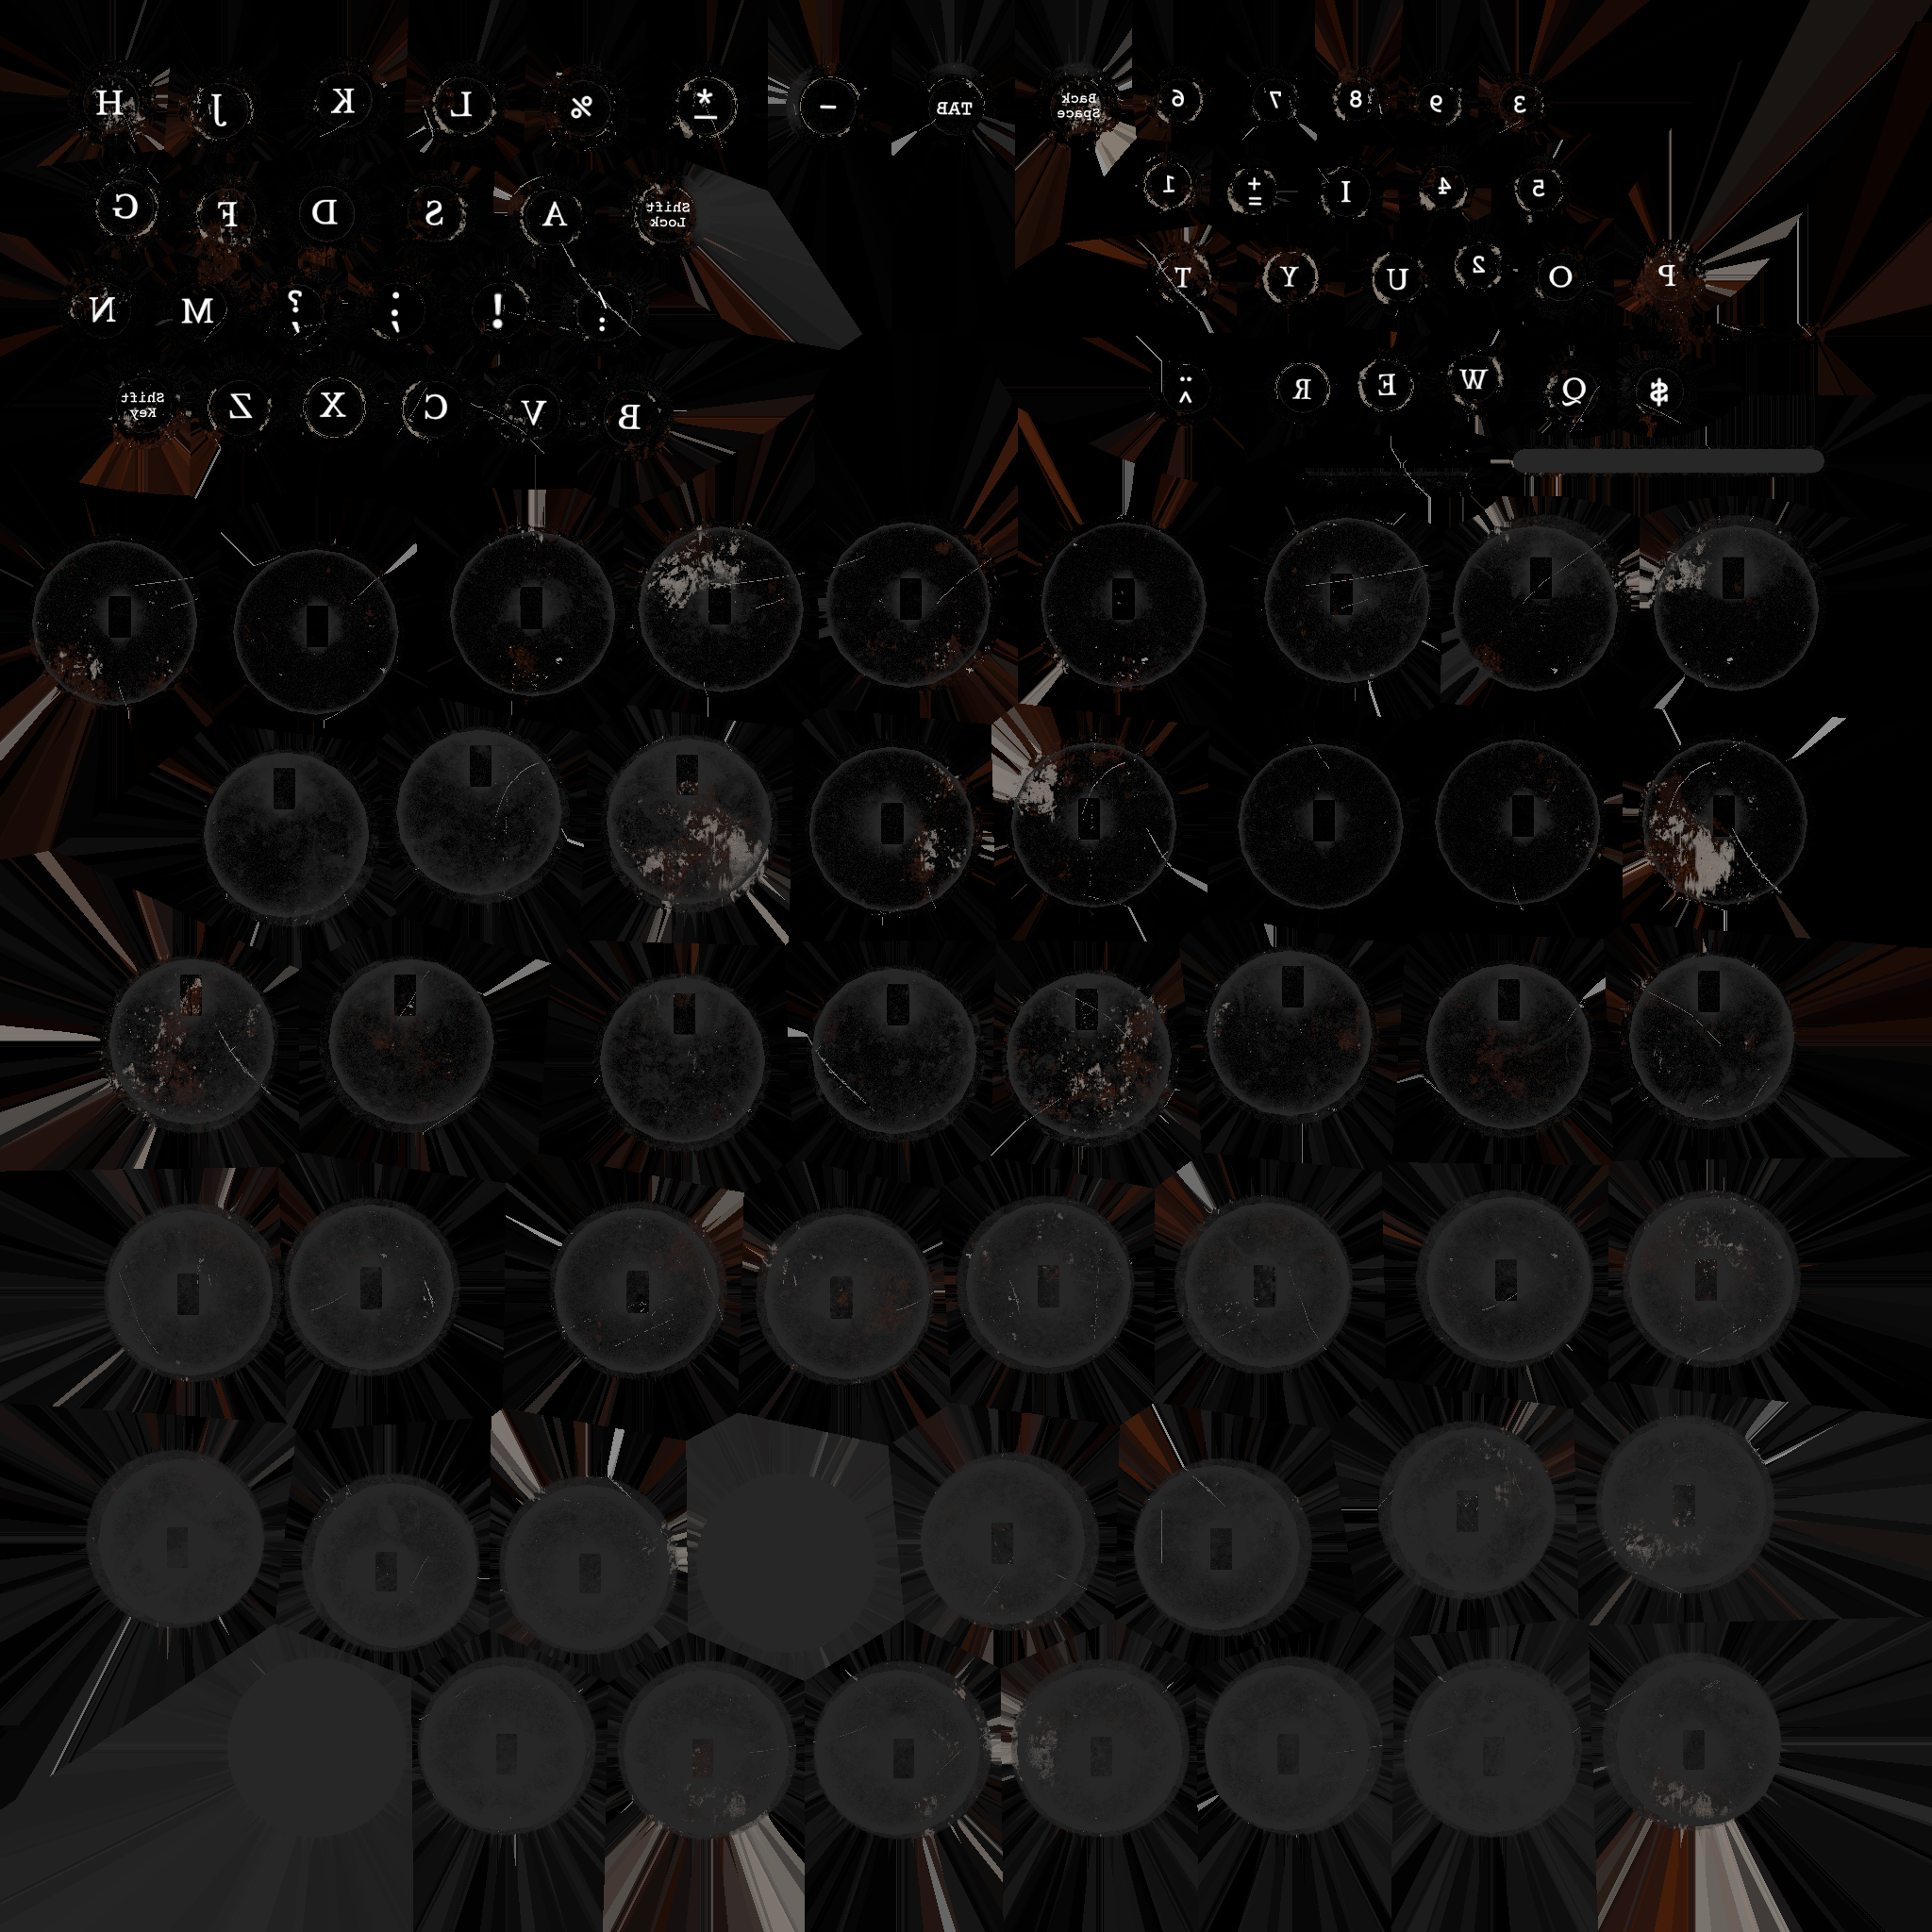 H J K L % * TAB Back 6 7 8 9 3
_ - Space
1 + I 4 5
=
G F D S A Shift
Lock
T Y U 2 O P
N M ? ; ! \
, :
¨ R E W Q $
^
Shift Z X C V B
Key